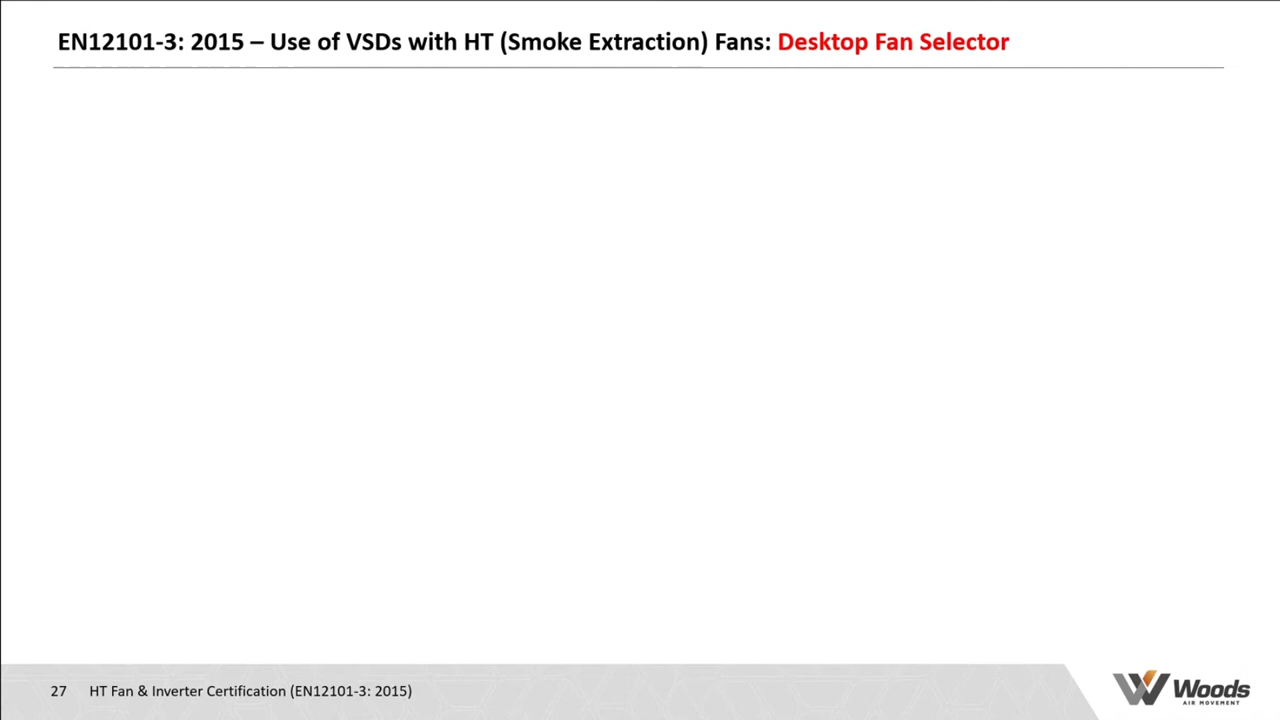 EN12101-3: 2015 – Use of VSDs with HT (Smoke Extraction) Fans: Desktop Fan Selector
27 HT Fan & Inverter Certification (EN12101-3: 2015)
Woods
AIR MOVEMENT